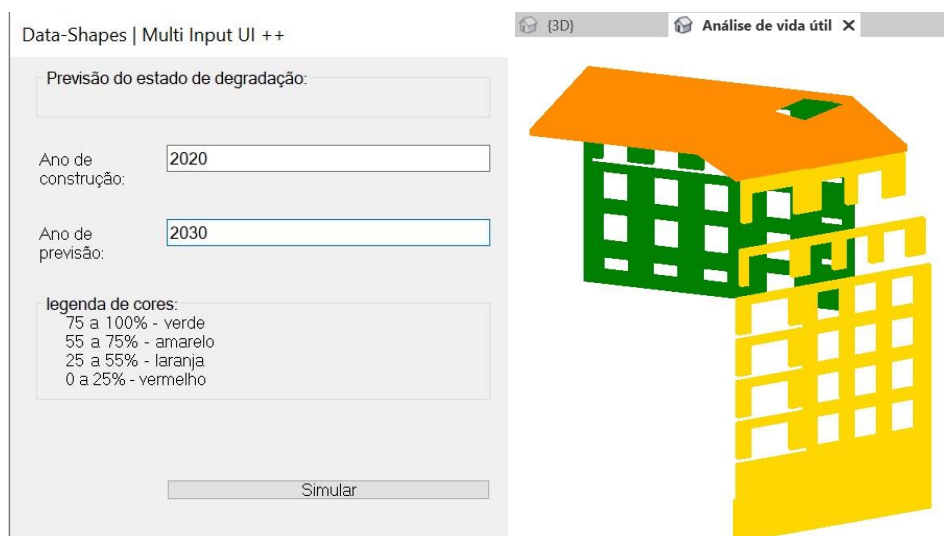 Data-Shapes | Multi Input UI ++
Previsão do estado de degradação:
Ano de
construção:
2020
Ano de
previsão:
2030
legenda de cores:
75 a 100% - verde
55 a 75% - amarelo
25 a 55% - laranja
0 a 25% - vermelho
Simular
{3D}
Análise de vida útil